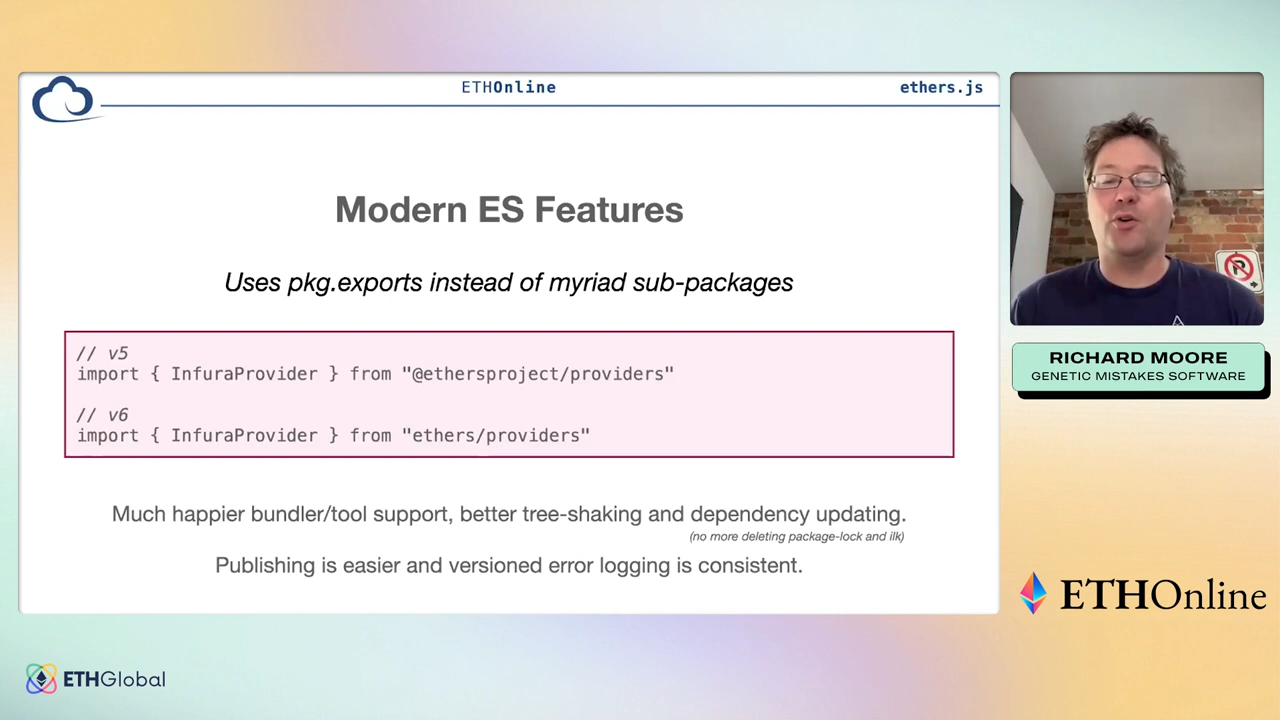 ETHOnline
ethers.js
Modern ES Features
Uses pkg.exports instead of myriad sub-packages
// v5
import { InfuraProvider } from "@ethersproject/providers"
// v6
import { InfuraProvider } from "ethers/providers"
Much happier bundler/tool support, better tree-shaking and dependency updating.
(no more deleting package-lock and ilk)
Publishing is easier and versioned error logging is consistent.
RICHARD MOORE
GENETIC MISTAKES SOFTWARE
ETHOnline
ETHGlobal